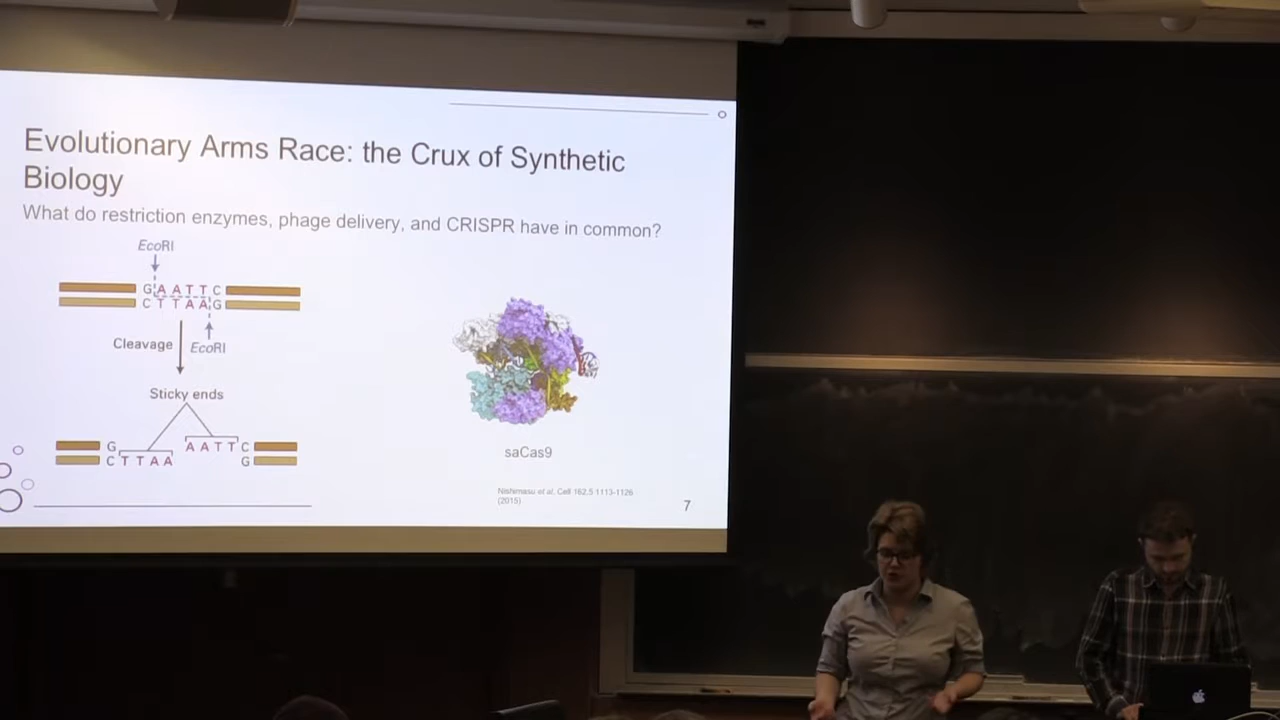 Evolutionary Arms Race: the Crux of Synthetic
Biology
What do restriction enzymes, phage delivery, and CRISPR have in common?
EcoRI
G A A T T C
C T T A A G
Cleavage
EcoRI
Sticky ends
G
C T T A A
A A T T C
G
saCas9
Nishimasu et al. Cell 162.5 1113-1126
(2015)
7